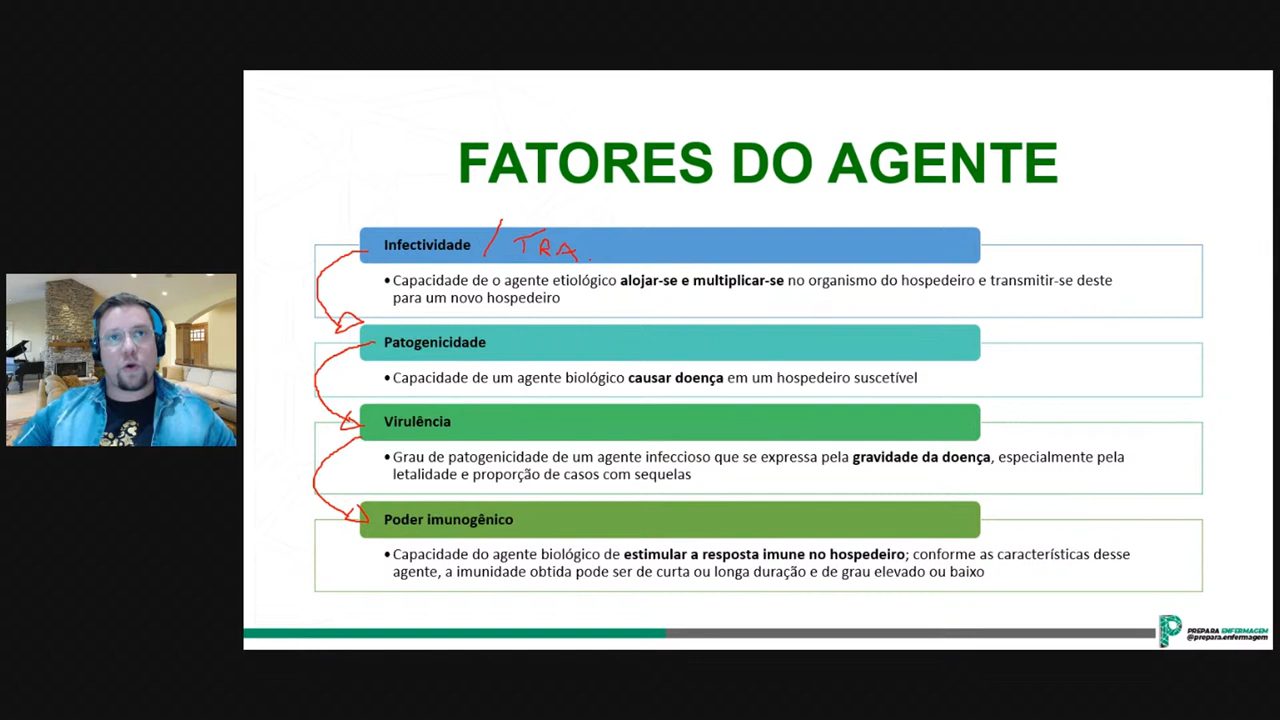 FATORES DO AGENTE
Infectividade / TRA.
•Capacidade de o agente etiológico alojar-se e multiplicar-se no organismo do hospedeiro e transmitir-se deste
para um novo hospedeiro
Patogenicidade
•Capacidade de um agente biológico causar doença em um hospedeiro suscetível
Virulência
•Grau de patogenicidade de um agente infeccioso que se expressa pela gravidade da doença, especialmente pela
letalidade e proporção de casos com sequelas
Poder imunogênico
•Capacidade do agente biológico de estimular a resposta imune no hospedeiro; conforme as características desse
agente, a imunidade obtida pode ser de curta ou longa duração e de grau elevado ou baixo
PREPARA ENFERMAGEM
@prepara.enfermagem